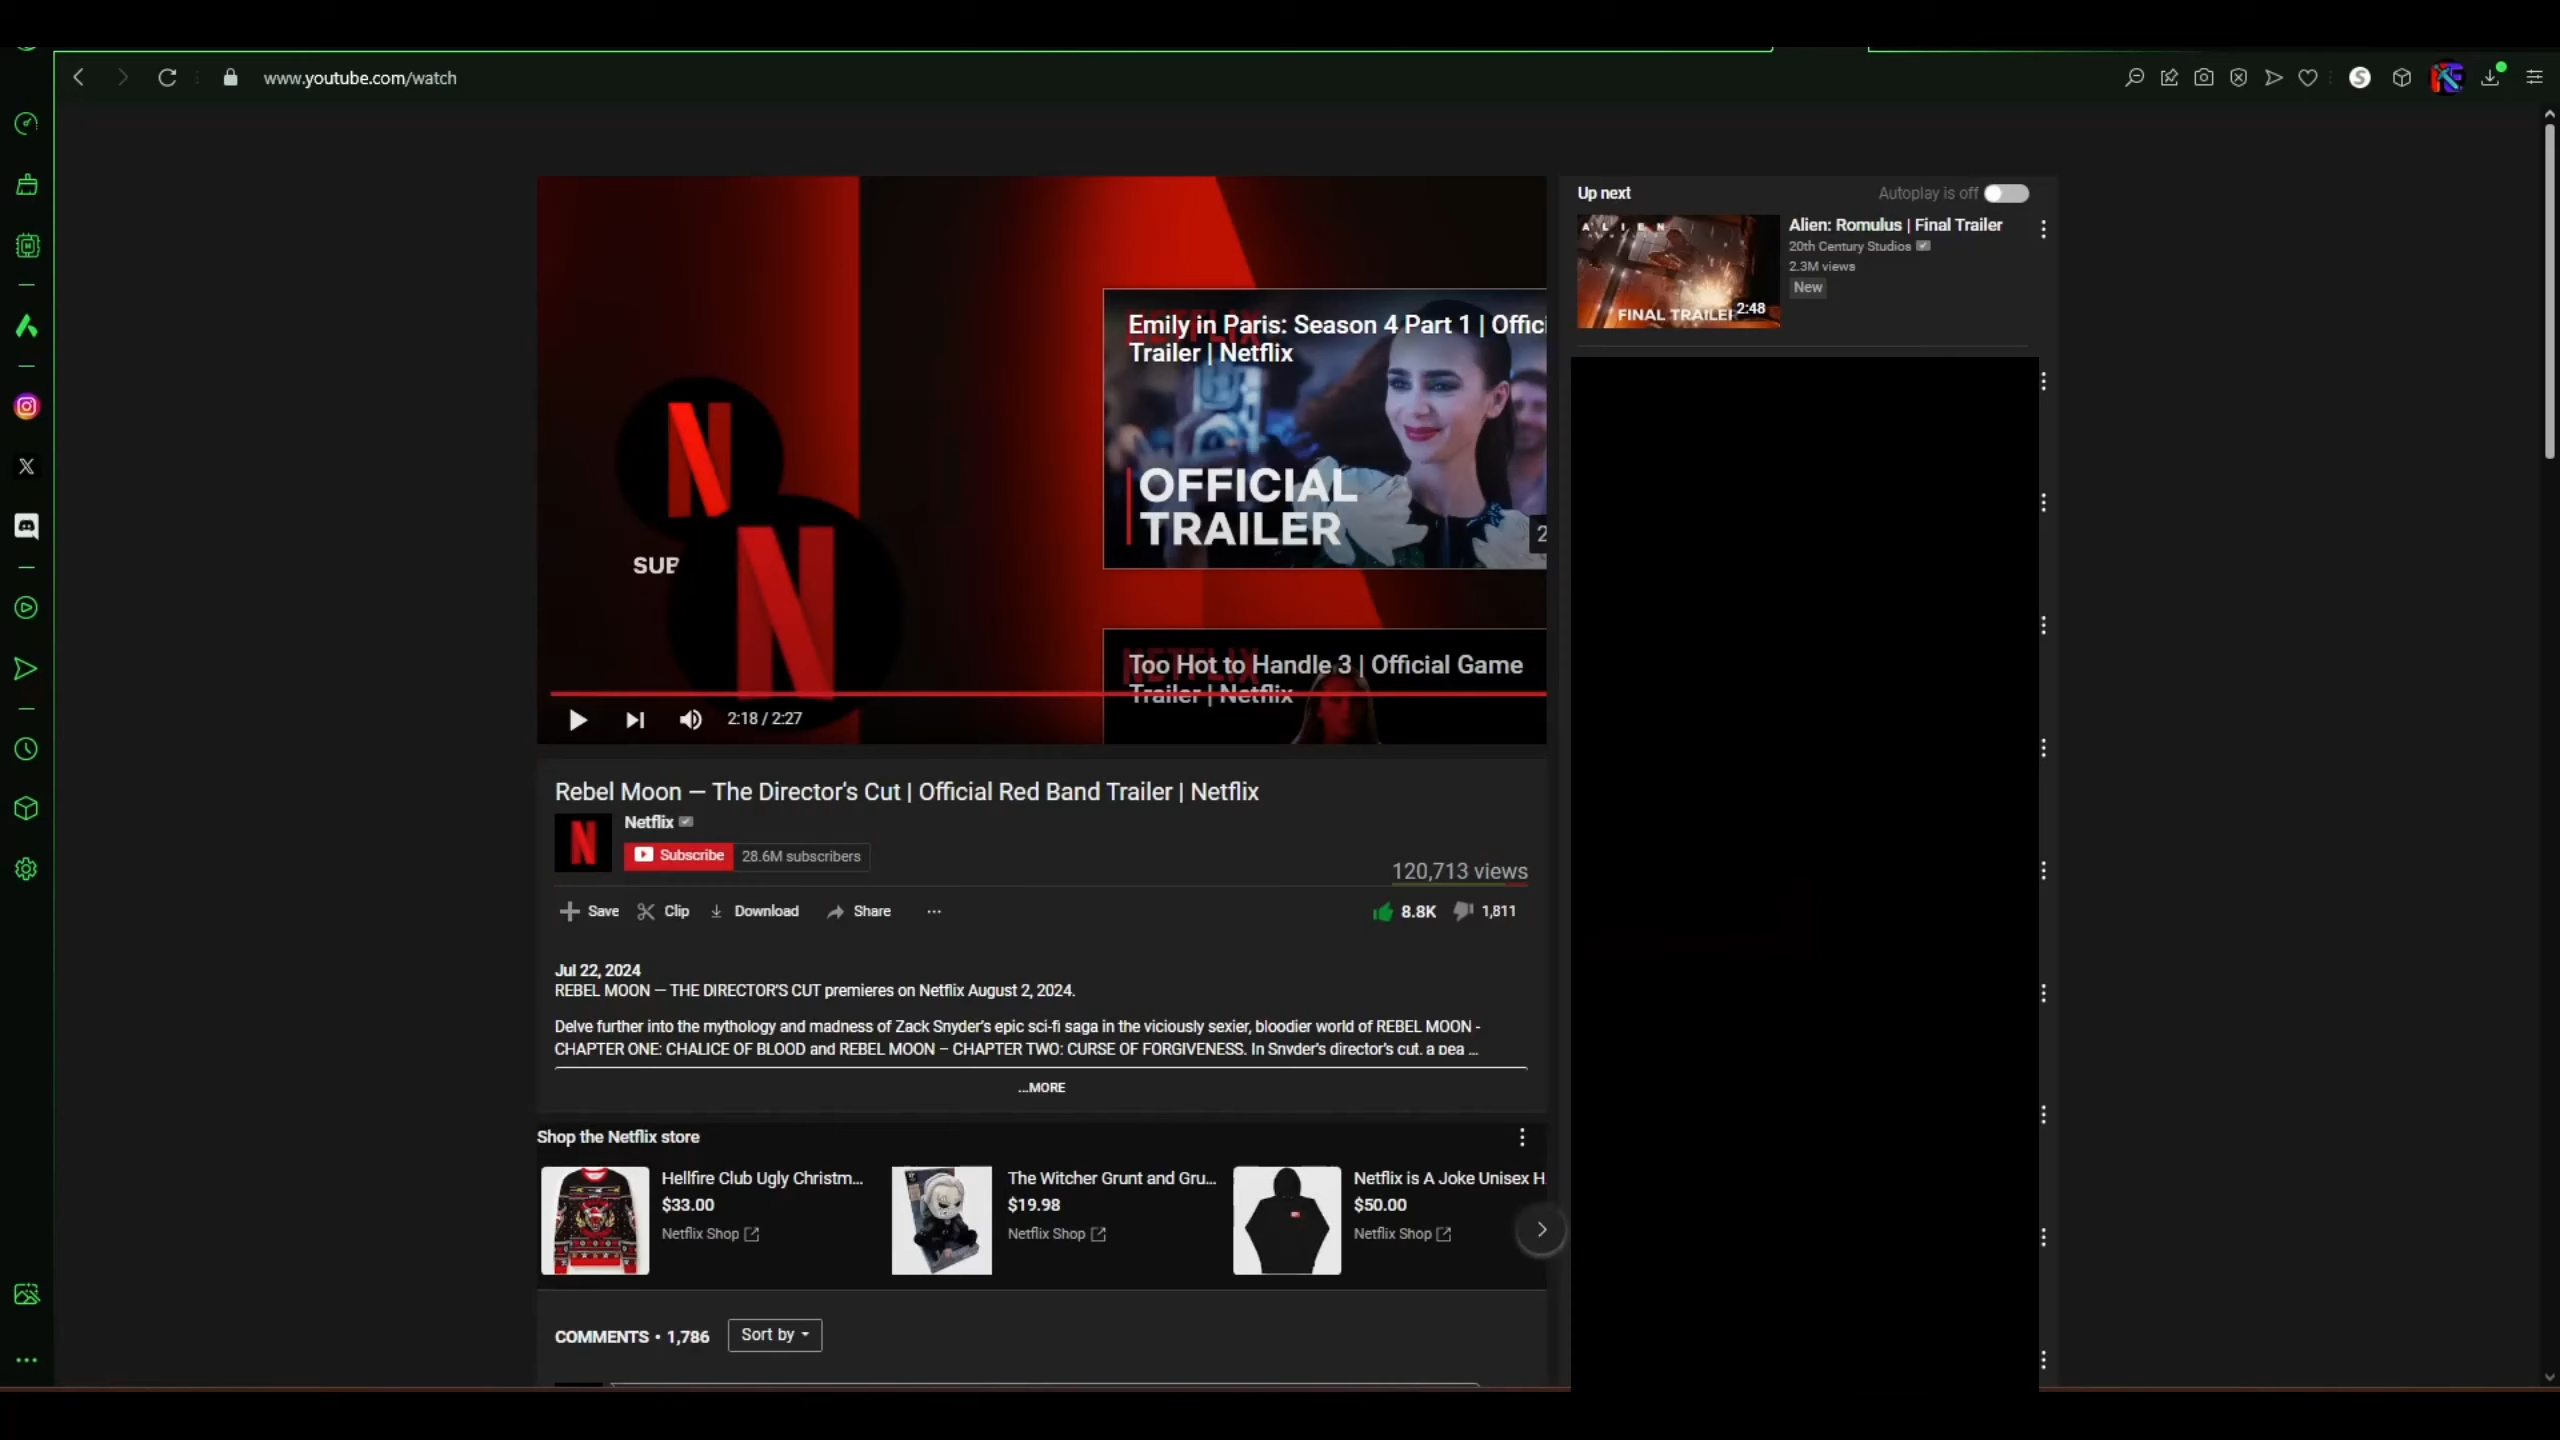 www.youtube.com/watch
Emily in Paris: Season 4 Part 1 | Offici
Trailer | Netflix
OFFICIAL
TRAILER
2
N
SUB
N
Too Hot to Handle 3 | Official Game
Trailer | Netflix
2:18 / 2:27
Up next
Autoplay is off
ALIEN
FINAL TRAILER
2:48
Alien: Romulus | Final Trailer
20th Century Studios
2.3M views
New
Rebel Moon — The Director's Cut | Official Red Band Trailer | Netflix
N
Netflix
Subscribe 28.6M subscribers
120,713 views
Save Clip Download Share ...
8.8K 1,811
Jul 22, 2024
REBEL MOON — THE DIRECTOR'S CUT premieres on Netflix August 2, 2024.
Delve further into the mythology and madness of Zack Snyder's epic sci-fi saga in the viciously sexier, bloodier world of REBEL MOON -
CHAPTER ONE: CHALICE OF BLOOD and REBEL MOON – CHAPTER TWO: CURSE OF FORGIVENESS. In Snyder's director's cut, a pea ...
...MORE
Shop the Netflix store
Hellfire Club Ugly Christm...
$33.00
Netflix Shop
The Witcher Grunt and Gru...
$19.98
Netflix Shop
Netflix is A Joke Unisex H
$50.00
Netflix Shop
COMMENTS • 1,786
Sort by